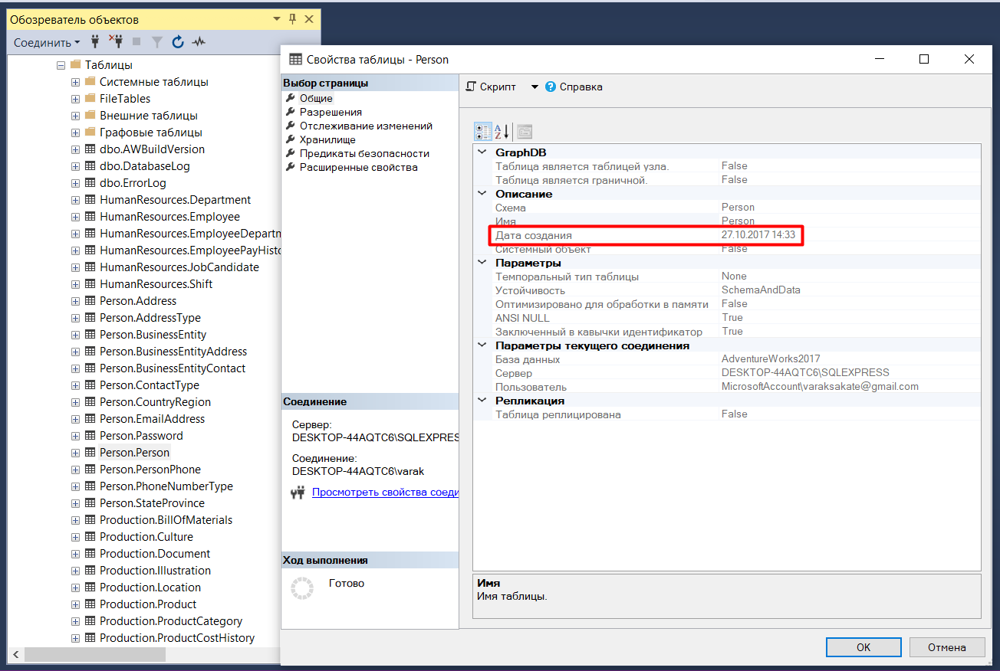 Обозреватель объектов
Соединить
Таблицы
Системные таблицы
FileTables
Внешние таблицы
Графовые таблицы
dbo.AWBuildVersion
dbo.DatabaseLog
dbo.ErrorLog
HumanResources.Department
HumanResources.Employee
HumanResources.EmployeeDepartm
HumanResources.EmployeePayHisto
HumanResources.JobCandidate
HumanResources.Shift
Person.Address
Person.AddressType
Person.BusinessEntity
Person.BusinessEntityAddress
Person.BusinessEntityContact
Person.ContactType
Person.CountryRegion
Person.EmailAddress
Person.Password
Person.Person
Person.PersonPhone
Person.PhoneNumberType
Person.StateProvince
Production.BillOfMaterials
Production.Culture
Production.Document
Production.Illustration
Production.Location
Production.Product
Production.ProductCategory
Production.ProductCostHistory
Свойства таблицы - Person
Выбор страницы
Общие
Разрешения
Отслеживание изменений
Хранилище
Предикаты безопасности
Расширенные свойства
Соединение
Сервер:
DESKTOP-44AQTC6\SQLEXPRES
Соединение:
DESKTOP-44AQTC6\varak
Просмотреть свойства соеди
Ход выполнения
Готово
Скрипт Справка
GraphDB
Таблица является таблицей узла. False
Таблица является граничной. False
Описание
Схема Person
Имя Person
Дата создания 27.10.2017 14:33
Системный объект False
Параметры
Темпоральный тип таблицы None
Устойчивость SchemaAndData
Оптимизировано для обработки в памяти False
ANSI NULL True
Заключенный в кавычки идентификатор True
Параметры текущего соединения
База данных AdventureWorks2017
Сервер DESKTOP-44AQTC6\SQLEXPRESS
Пользователь MicrosoftAccount\varaksakate@gmail.com
Репликация
Таблица реплицирована False
Имя
Имя таблицы.
OK Отмена